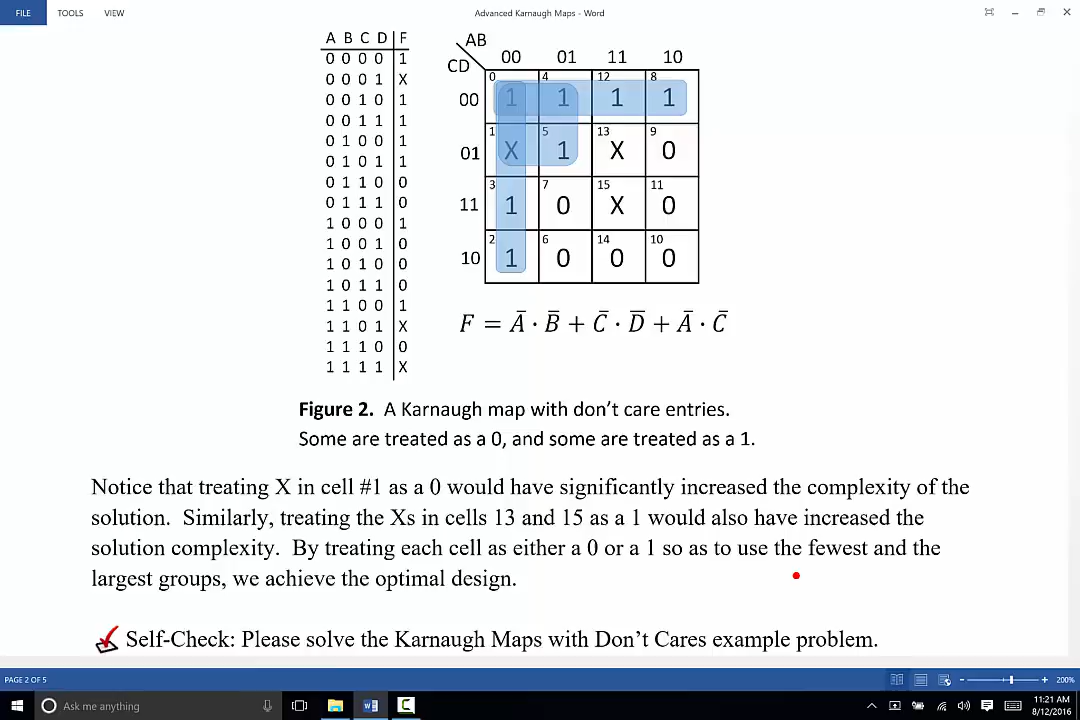 FILE TOOLS VIEW Advanced Karnaugh Maps - Word
A B C D F
0 0 0 0 1
0 0 0 1 X
0 0 1 0 1
0 0 1 1 1
0 1 0 0 1
0 1 0 1 1
0 1 1 0 0
0 1 1 1 0
1 0 0 0 1
1 0 0 1 0
1 0 1 0 0
1 0 1 1 0
1 1 0 0 1
1 1 0 1 X
1 1 1 0 0
1 1 1 1 X
AB
CD 00 01 11 10
0 4 12 8
00 1 1 1 1
1 5 13 9
01 X 1 X 0
3 7 15 11
11 1 0 X 0
2 6 14 10
10 1 0 0 0
F = A̅ · B̅ + C̅ · D̅ + A̅ · C̅
Figure 2. A Karnaugh map with don't care entries.
Some are treated as a 0, and some are treated as a 1.
Notice that treating X in cell #1 as a 0 would have significantly increased the complexity of the
solution. Similarly, treating the Xs in cells 13 and 15 as a 1 would also have increased the
solution complexity. By treating each cell as either a 0 or a 1 so as to use the fewest and the
largest groups, we achieve the optimal design.
Self-Check: Please solve the Karnaugh Maps with Don't Cares example problem.
PAGE 2 OF 5 200%
Ask me anything 11:21 AM
8/12/2016